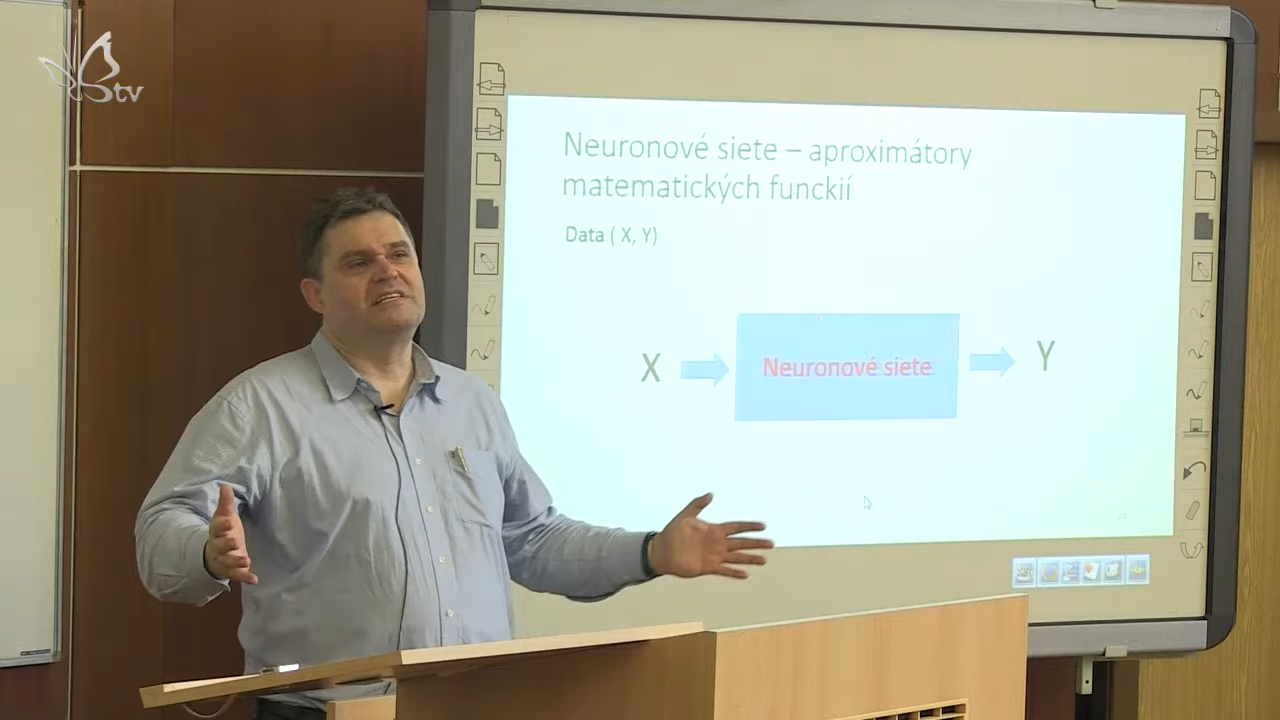 tv
Neuronové siete – aproximátory
matematických funckií
Data ( X, Y)
X
Neuronové siete
Y